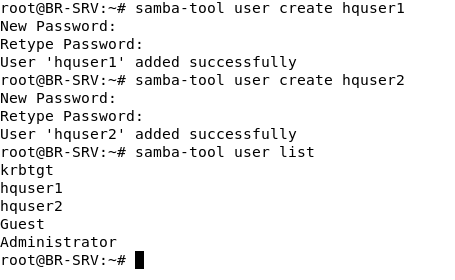 root@BR-SRV:~# samba-tool user create hquser1
New Password:
Retype Password:
User 'hquser1' added successfully
root@BR-SRV:~# samba-tool user create hquser2
New Password:
Retype Password:
User 'hquser2' added successfully
root@BR-SRV:~# samba-tool user list
krbtgt
hquser1
hquser2
Guest
Administrator
root@BR-SRV:~#